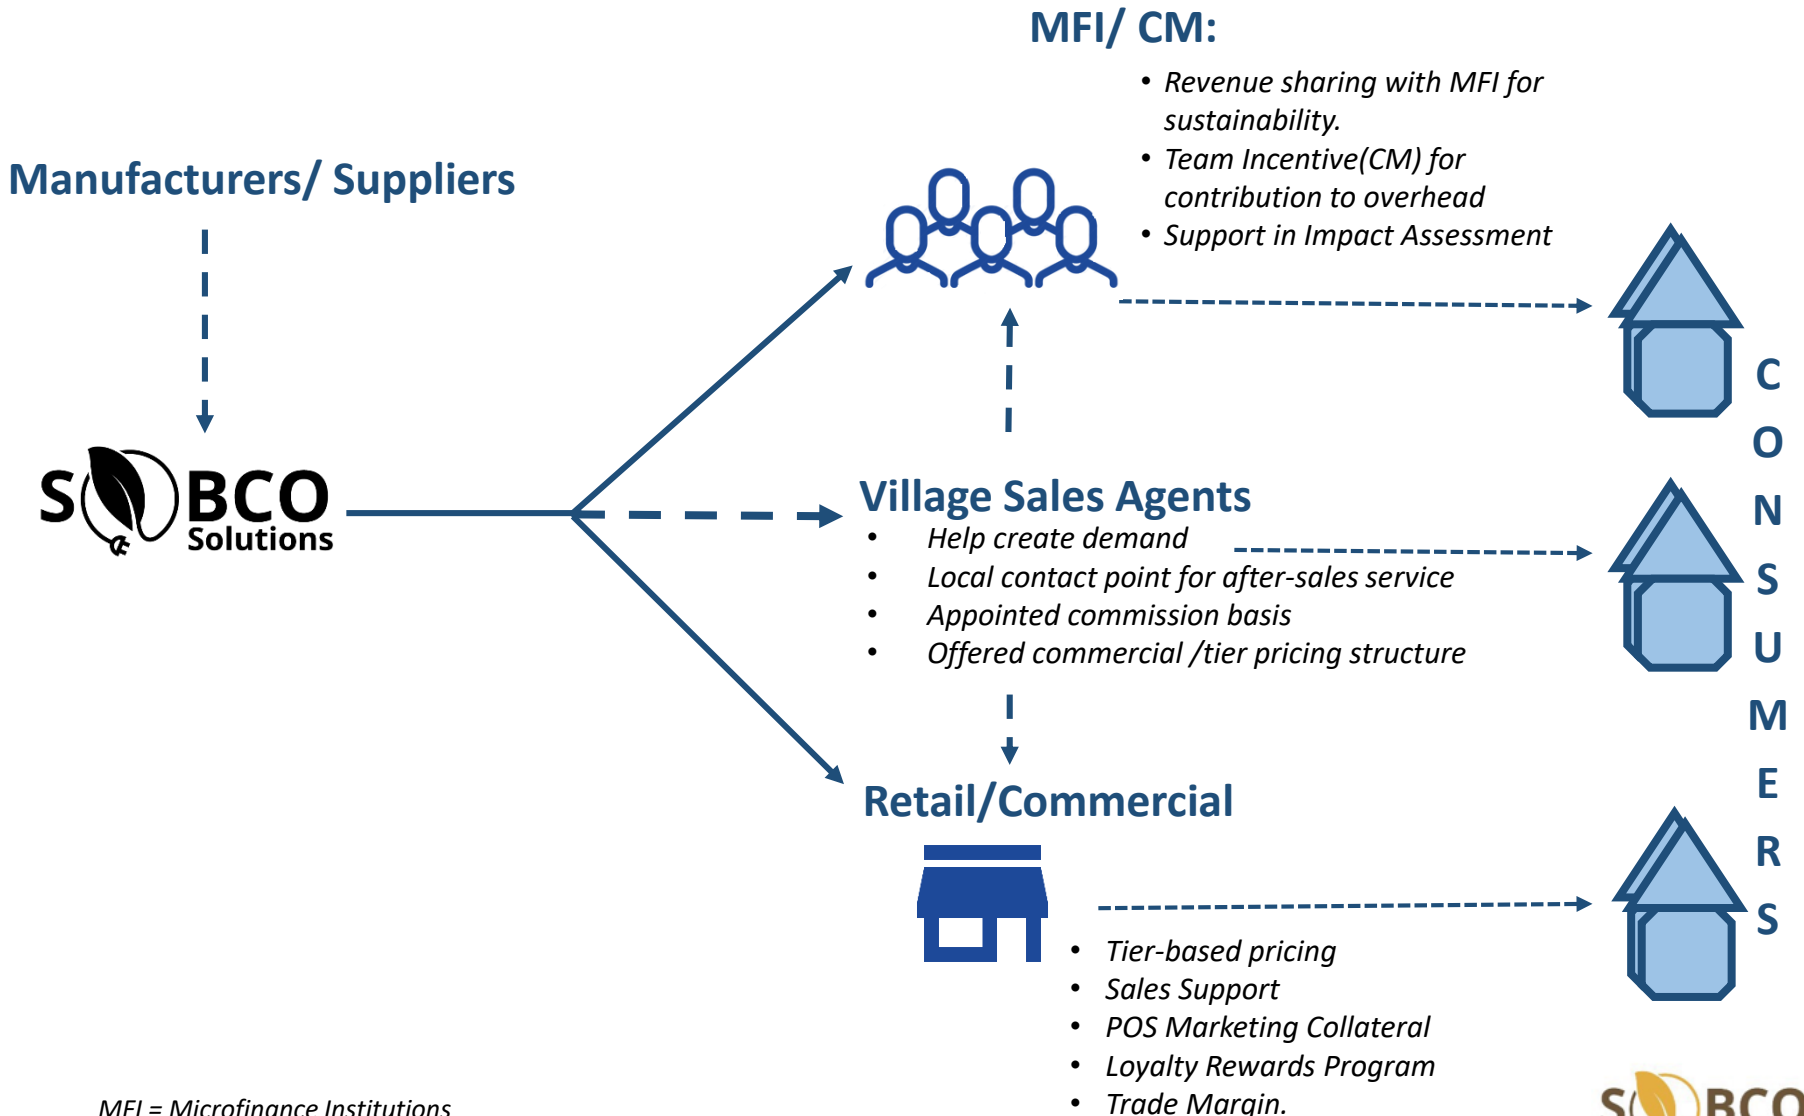 MFI/ CM:
• Revenue sharing with MFI for
sustainability.
• Team Incentive(CM) for
contribution to overhead
• Support in Impact Assessment
Manufacturers/ Suppliers
S BCO
Solutions
Village Sales Agents
• Help create demand
• Local contact point for after-sales service
• Appointed commission basis
• Offered commercial /tier pricing structure
Retail/Commercial
• Tier-based pricing
• Sales Support
• POS Marketing Collateral
• Loyalty Rewards Program
• Trade Margin.
C
O
N
S
U
M
E
R
S
MFI = Microfinance Institutions
S BCO